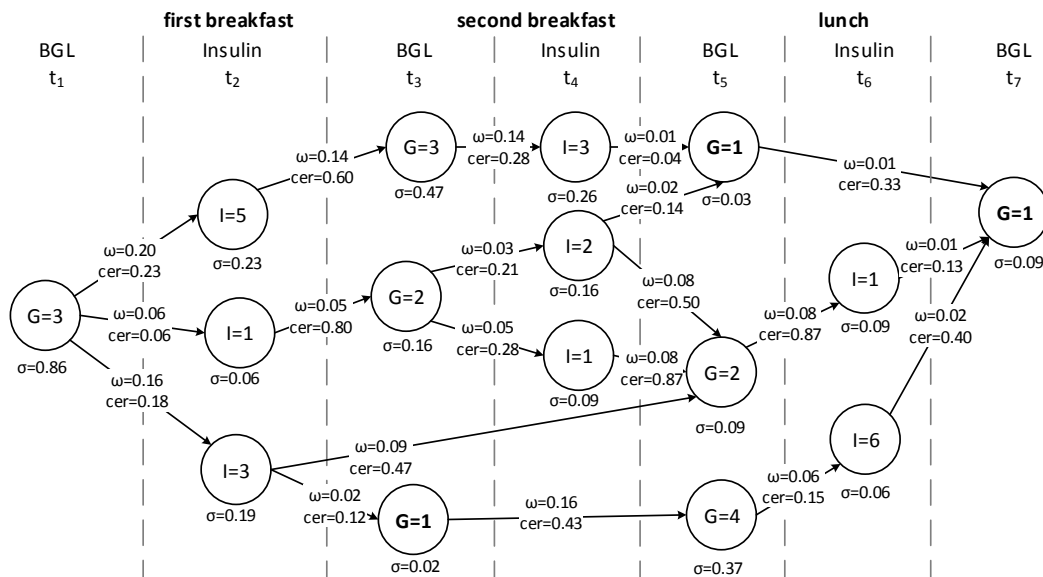 first breakfast
second breakfast
lunch
BGL
t₁
Insulin
t₂
BGL
t₃
Insulin
t₄
BGL
t₅
Insulin
t₆
BGL
t₇
G=3
σ=0.86
ω=0.20
cer=0.23
ω=0.06
cer=0.06
ω=0.16
cer=0.18
I=5
σ=0.23
I=1
σ=0.06
I=3
σ=0.19
ω=0.14
cer=0.60
ω=0.05
cer=0.80
ω=0.09
cer=0.47
ω=0.02
cer=0.12
G=3
σ=0.47
G=2
σ=0.16
G=1
σ=0.02
ω=0.14
cer=0.28
ω=0.03
cer=0.21
ω=0.05
cer=0.28
ω=0.16
cer=0.43
I=3
σ=0.26
I=2
σ=0.16
I=1
σ=0.09
ω=0.01
cer=0.04
ω=0.02
cer=0.14
ω=0.08
cer=0.50
ω=0.08
cer=0.87
G=1
σ=0.03
G=2
σ=0.09
G=4
σ=0.37
ω=0.01
cer=0.33
ω=0.08
cer=0.87
ω=0.06
cer=0.15
I=1
σ=0.09
I=6
σ=0.06
ω=0.01
cer=0.13
ω=0.02
cer=0.40
G=1
σ=0.09